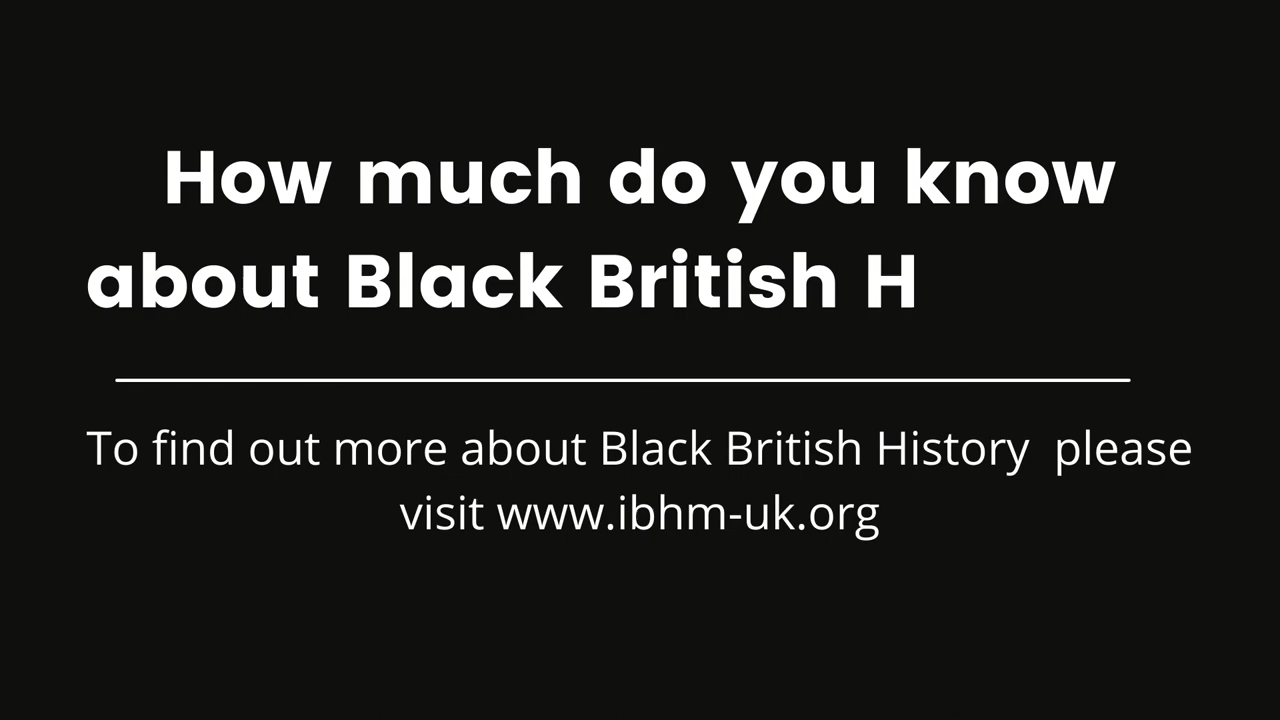 How much do you know
about Black British H
To find out more about Black British History  please
visit www.ibhm-uk.org